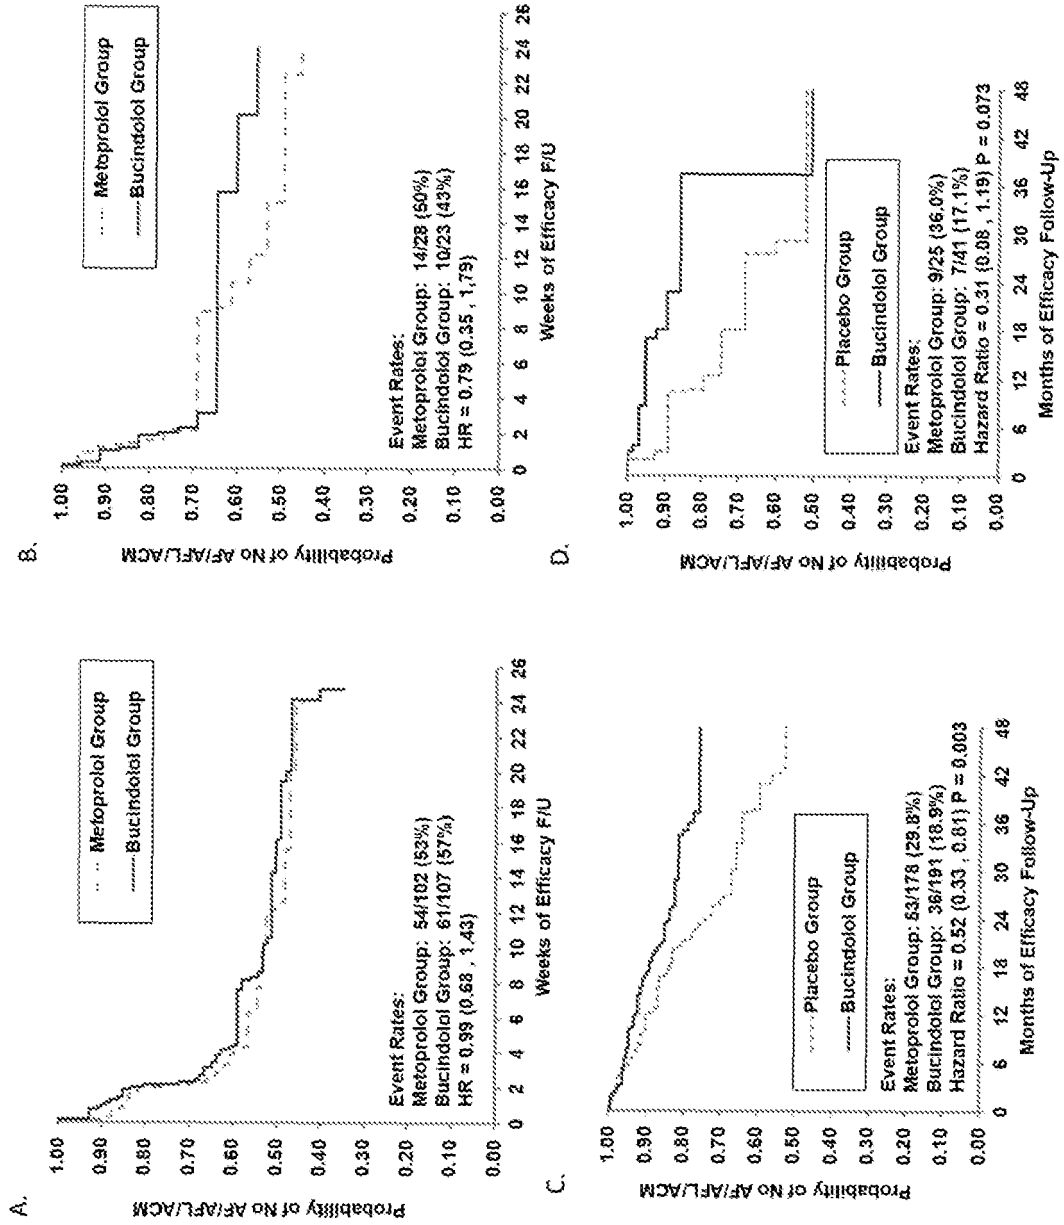 A.
Probability of No AF/AFL/ACM
1.00
0.90
0.80
0.70
0.60
0.50
0.40
0.30
0.20
0.10
0.00
Metoprolol Group
Bucindolol Group
Event Rates:
Metoprolol Group: 54/102 (53%)
Bucindolol Group: 61/107 (57%)
HR = 0.99 (0.68 , 1.43)
0 2 4 6 8 10 12 14 16 18 20 22 24 26
Weeks of Efficacy F/U
B.
Probability of No AF/AFL/ACM
1.00
0.90
0.80
0.70
0.60
0.50
0.40
0.30
0.20
0.10
0.00
Metoprolol Group
Bucindolol Group
Event Rates:
Metoprolol Group: 14/28 (50%)
Bucindolol Group: 10/23 (43%)
HR = 0.79 (0.35 , 1.79)
0 2 4 6 8 10 12 14 16 18 20 22 24 26
Weeks of Efficacy F/U
C.
Probability of No AF/AFL/ACM
1.00
0.90
0.80
0.70
0.60
0.50
0.40
0.30
0.20
0.10
0.00
Placebo Group
Bucindolol Group
Event Rates:
Metoprolol Group: 53/178 (29.8%)
Bucindolol Group: 36/191 (18.9%)
Hazard Ratio = 0.52 (0.33 , 0.81) P = 0.003
0 6 12 18 24 30 36 42 48
Months of Efficacy Follow-Up
D.
Probability of No AF/AFL/ACM
1.00
0.90
0.80
0.70
0.60
0.50
0.40
0.30
0.20
0.10
0.00
Placebo Group
Bucindolol Group
Event Rates:
Metoprolol Group: 9/25 (36.0%)
Bucindolol Group: 7/41 (17.1%)
Hazard Ratio = 0.31 (0.08 , 1.19) P = 0.073
0 6 12 18 24 30 36 42 48
Months of Efficacy Follow-Up